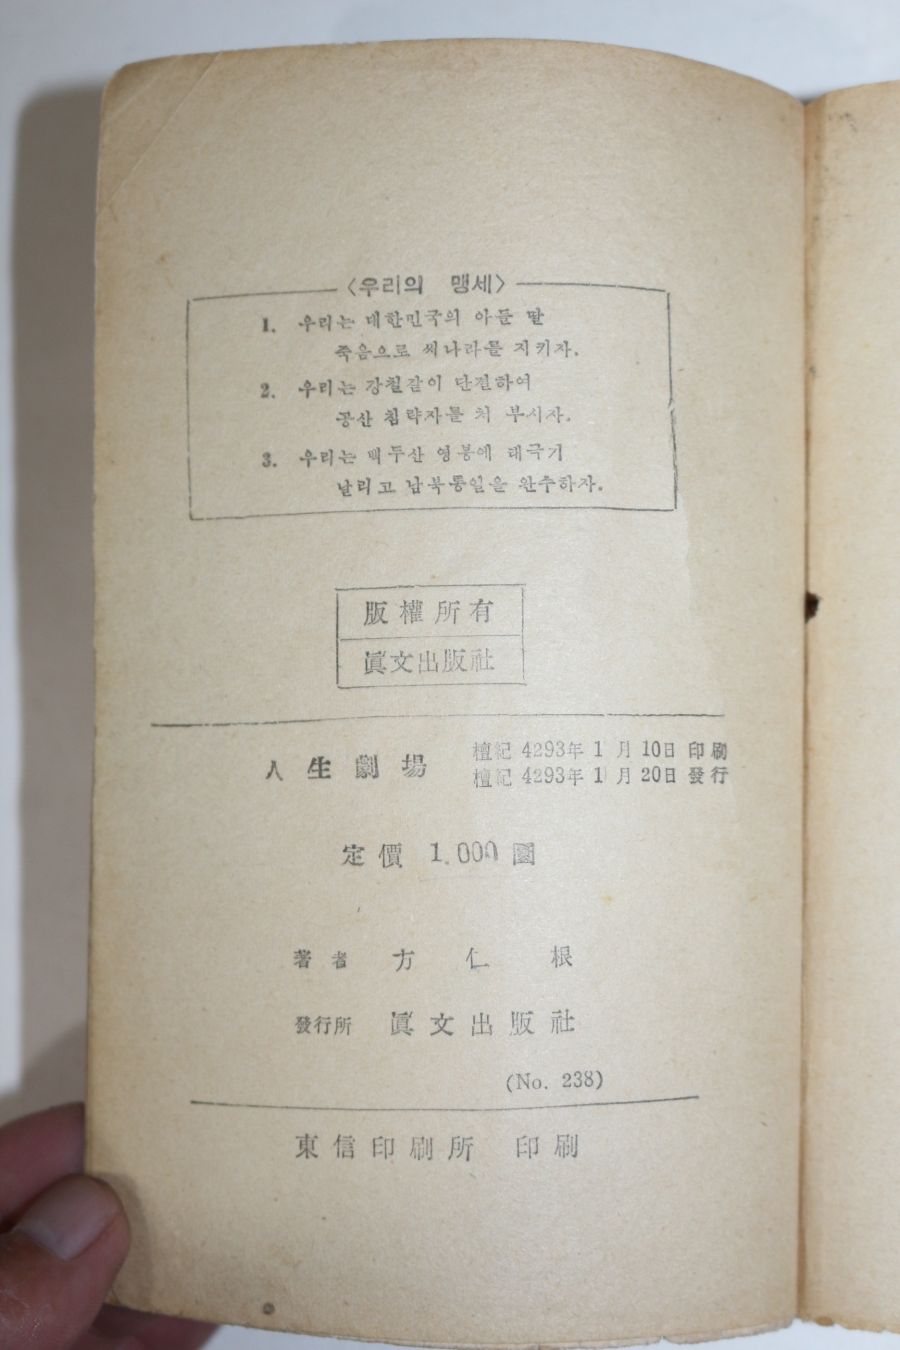 〈우리의 맹세〉
1. 우리는 대한민국의 아들 딸
죽음으로 써나라를 지키자.
2. 우리는 강철같이 단결하여
공산 침략자를 처 부시자.
3. 우리는 백두산 영봉에 태극기
날리고 남북통일을 완수하자.
版權所有
眞文出版社
人生劇場
檀紀 4293年 1月 10日 印刷
檀紀 4293年 1月 20日 發行
定價 1.000圜
著者 方仁根
發行所 眞文出版社
(No. 238)
東信印刷所 印刷